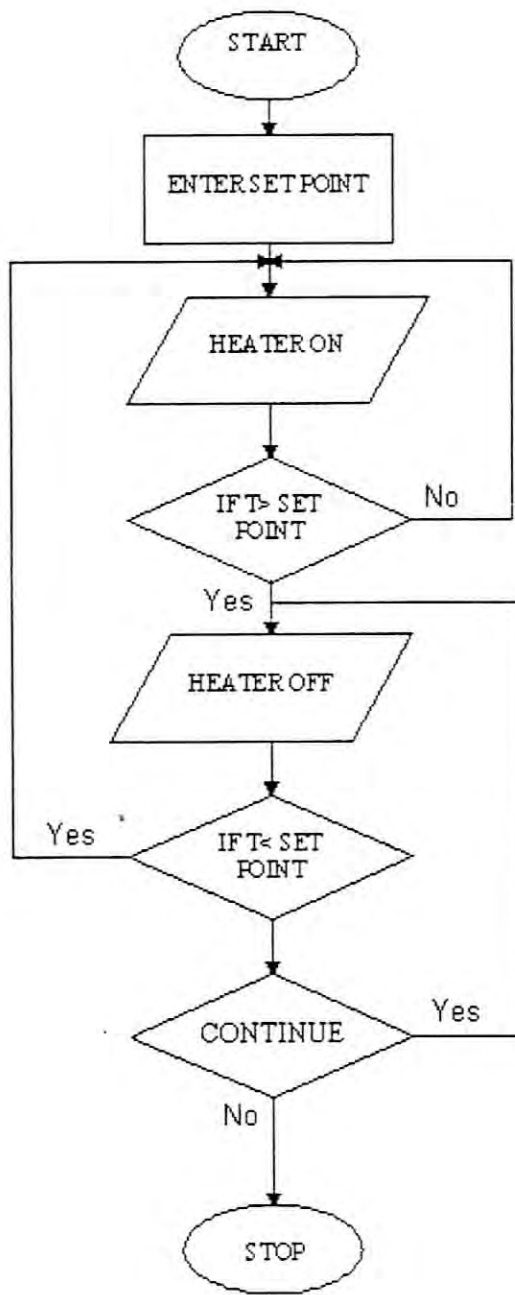 START
ENTER SET POINT
HEATER ON
IF T> SET
POINT
No
Yes
HEATER OFF
Yes
IF T< SET
POINT
CONTINUE
Yes
No
STOP